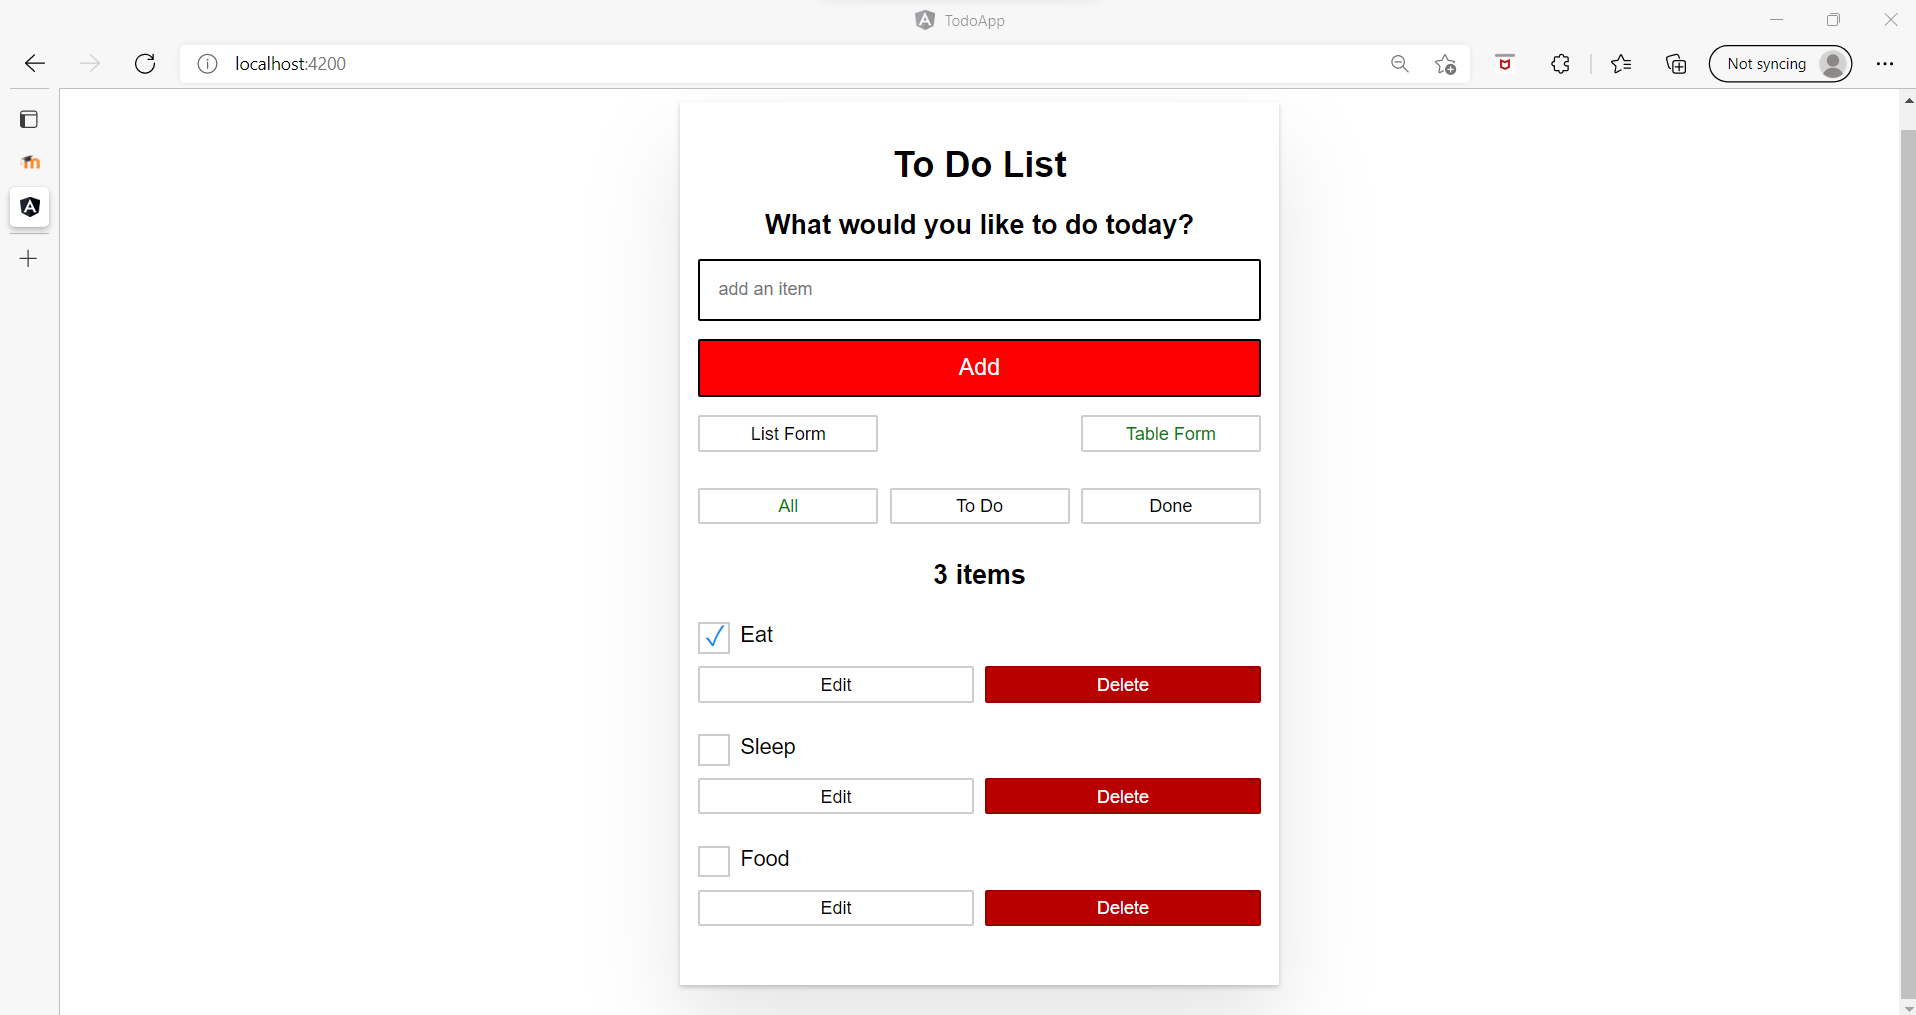 TodoApp
localhost:4200
Not syncing
To Do List
What would you like to do today?
add an item
Add
List Form Table Form
All To Do Done
3 items
Eat
Edit Delete
Sleep
Edit Delete
Food
Edit Delete